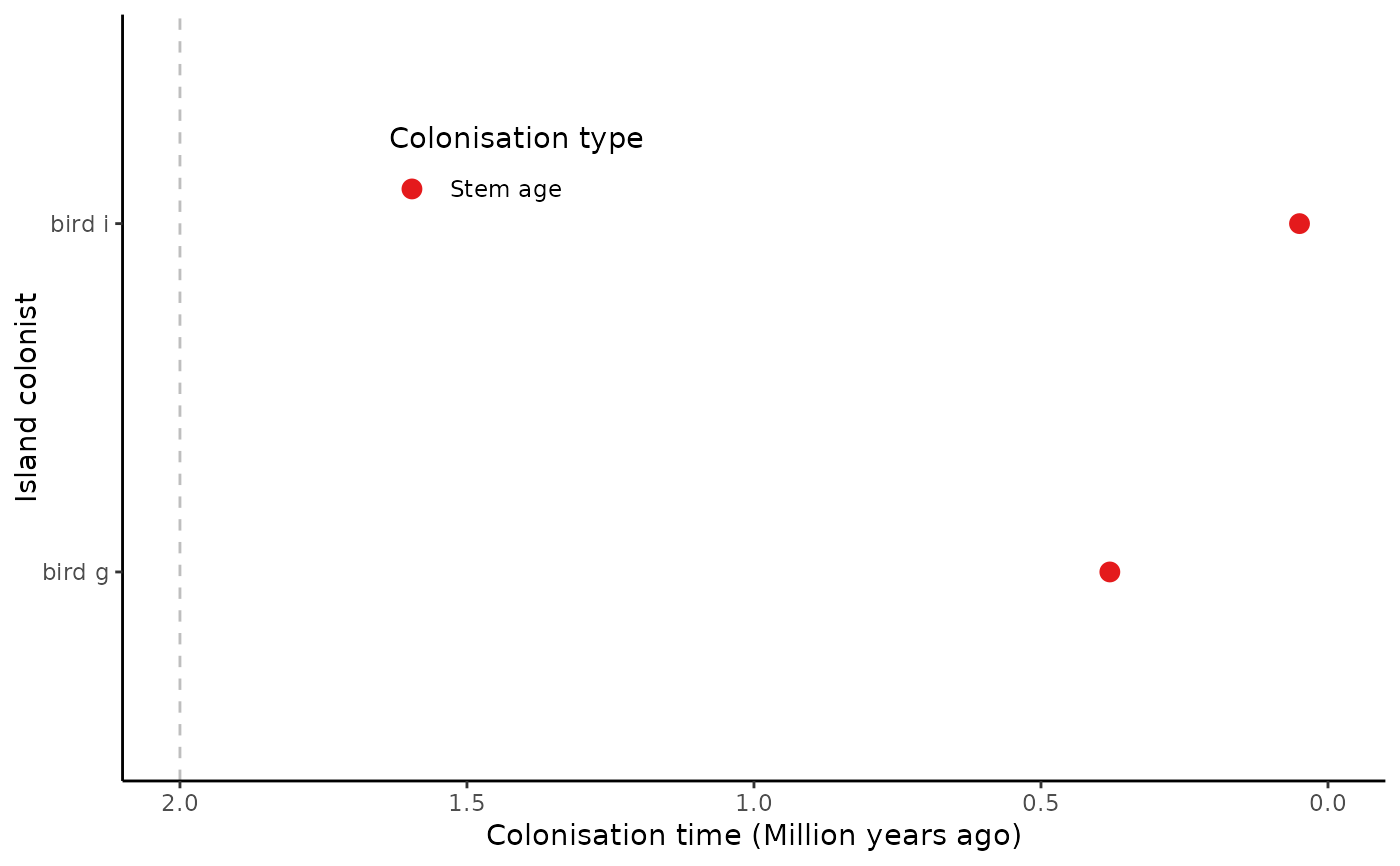 Colonisation type
Stem age
bird i
Island colonist
bird g
2.0 1.5 1.0 0.5 0.0
Colonisation time (Million years ago)